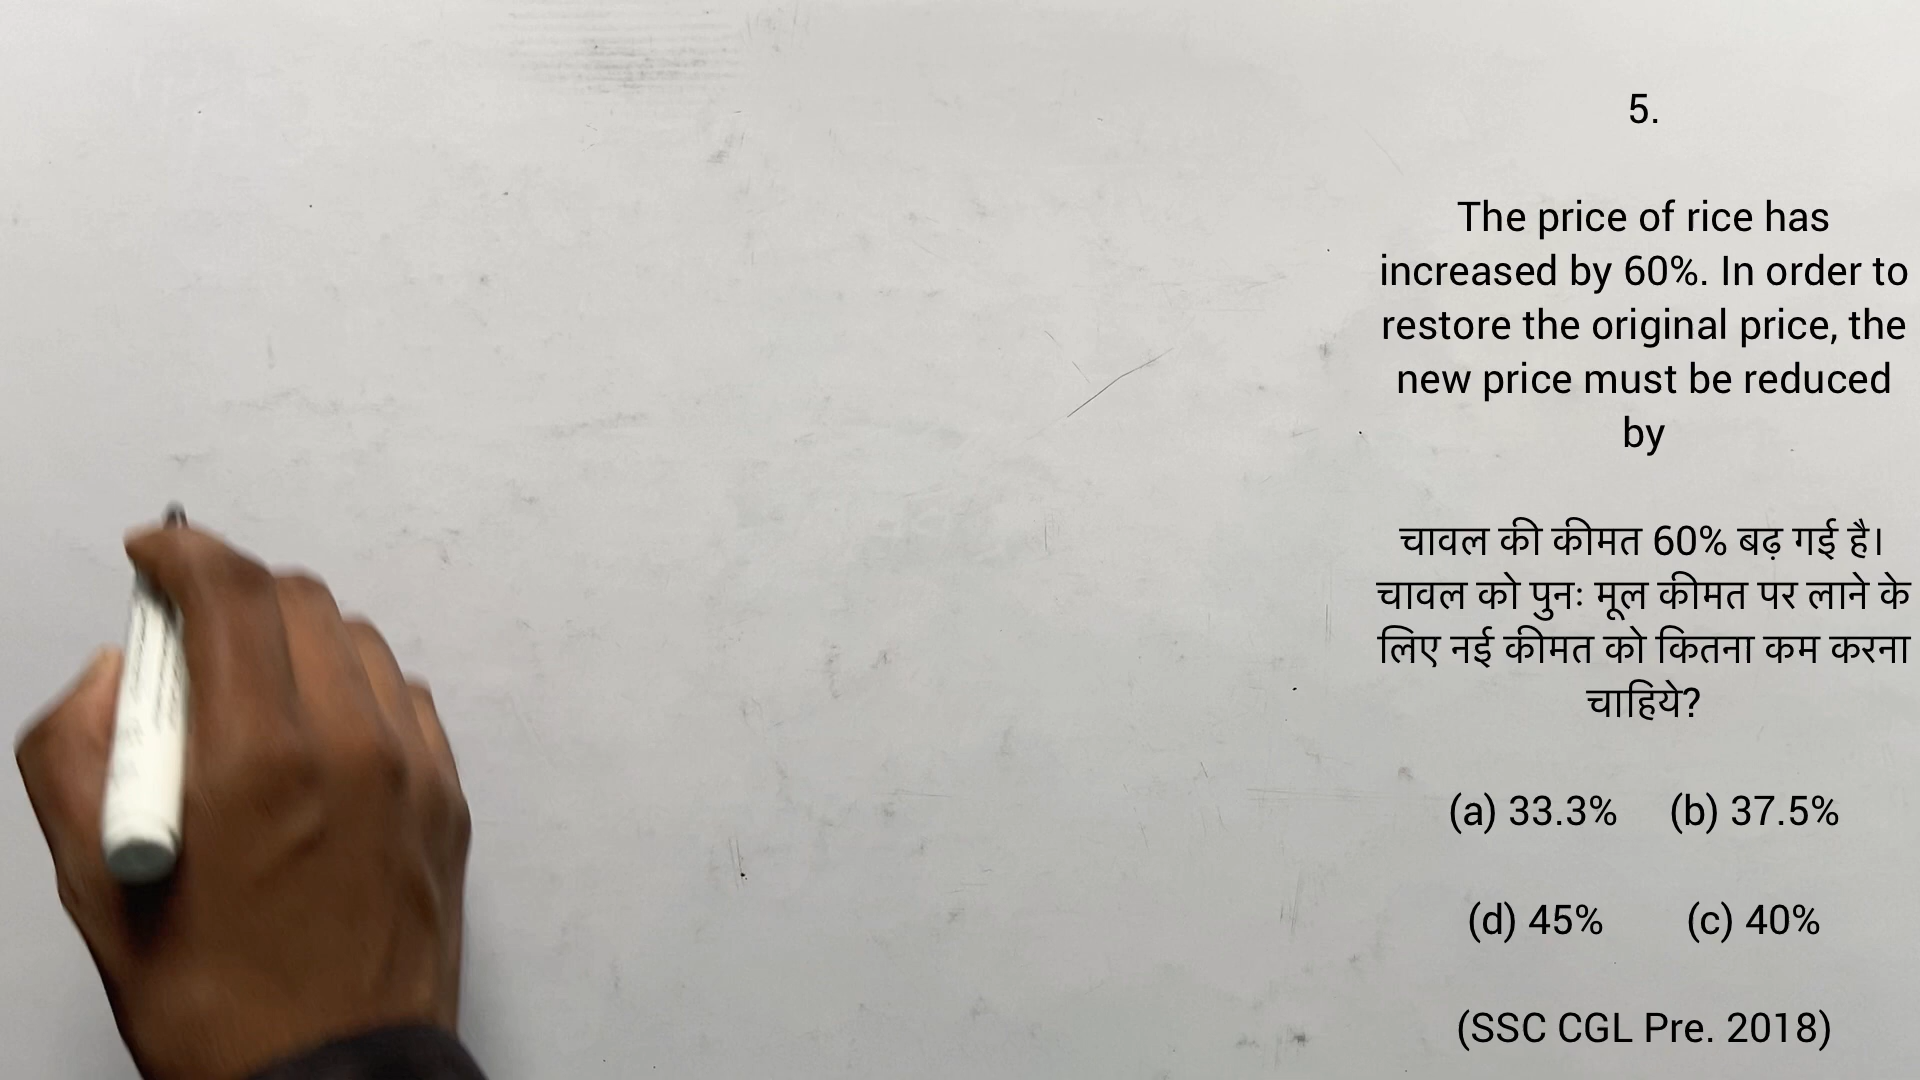 5.
The price of rice has
increased by 60%. In order to
restore the original price, the
new price must be reduced
by
चावल की कीमत 60% बढ़ गई है।
चावल को पुनः मूल कीमत पर लाने के
लिए नई कीमत को कितना कम करना
चाहिये?
(a) 33.3% (b) 37.5%
(d) 45% (c) 40%
(SSC CGL Pre. 2018)